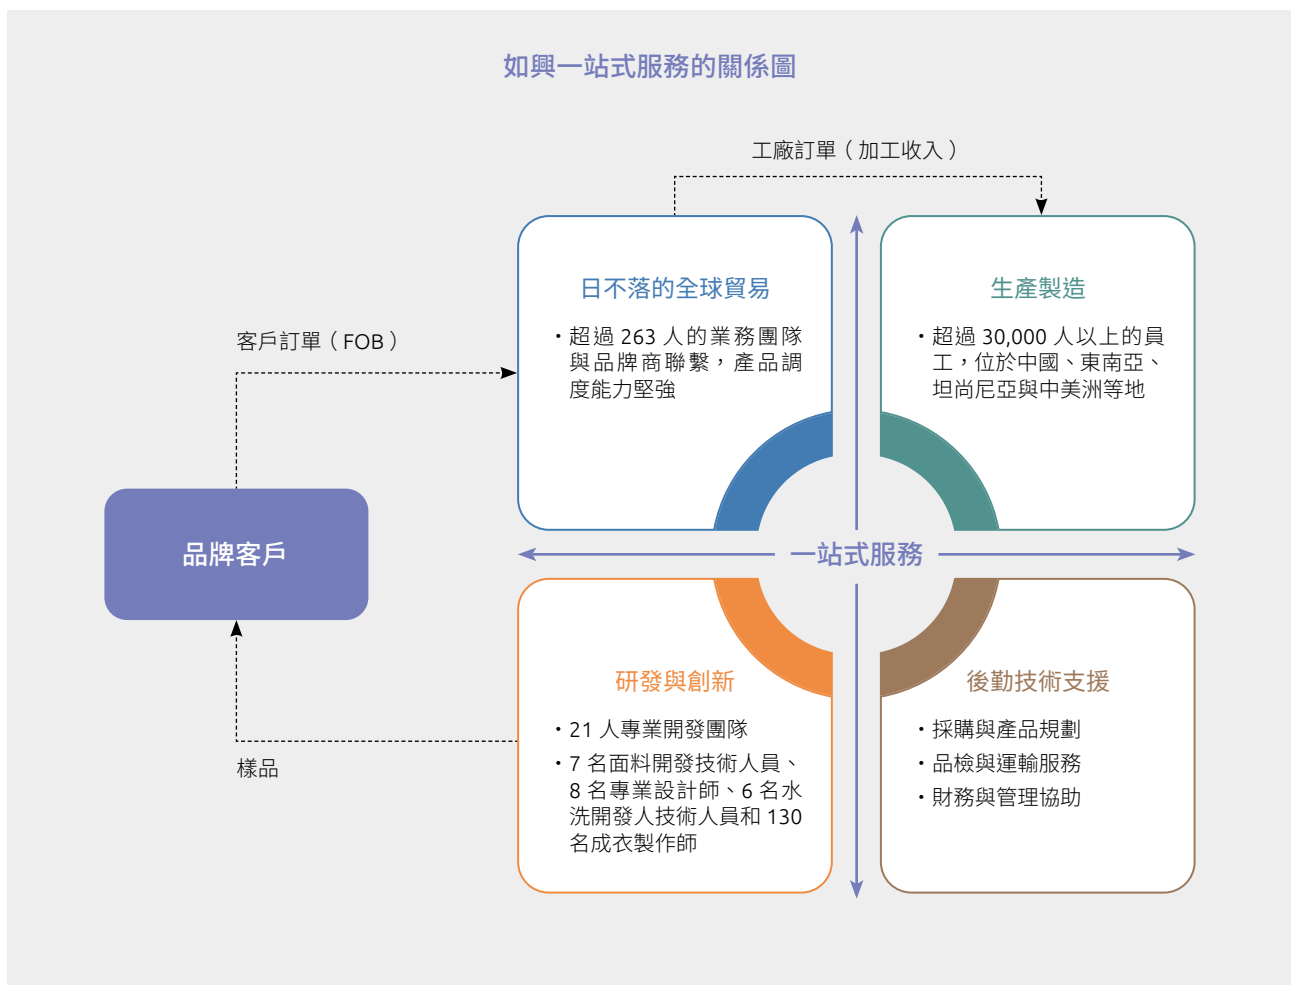 如興一站式服務的關係圖
工廠訂單（加工收入）
日不落的全球貿易
・超過 263 人的業務團隊
與品牌商聯繫，產品調
度能力堅強
生產製造
・超過 30,000 人以上的員
工，位於中國、東南亞、
坦尚尼亞與中美洲等地
客戶訂單（FOB）
品牌客戶
一站式服務
研發與創新
・21 人專業開發團隊
・7 名面料開發技術人員、
8 名專業設計師、6 名水
洗開發人技術人員和 130
名成衣製作師
後勤技術支援
・採購與產品規劃
・品檢與運輸服務
・財務與管理協助
樣品